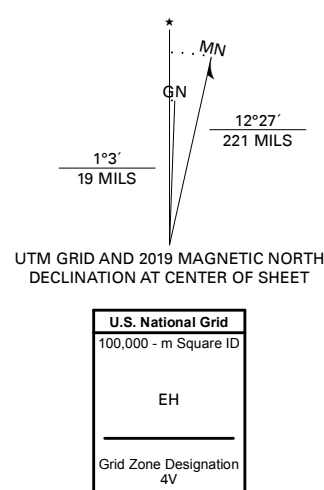 ★
MN
GN
12°27´
221 MILS
1°3´
19 MILS
UTM GRID AND 2019 MAGNETIC NORTH
DECLINATION AT CENTER OF SHEET
U.S. National Grid
100,000 - m Square ID
EH
Grid Zone Designation
4V